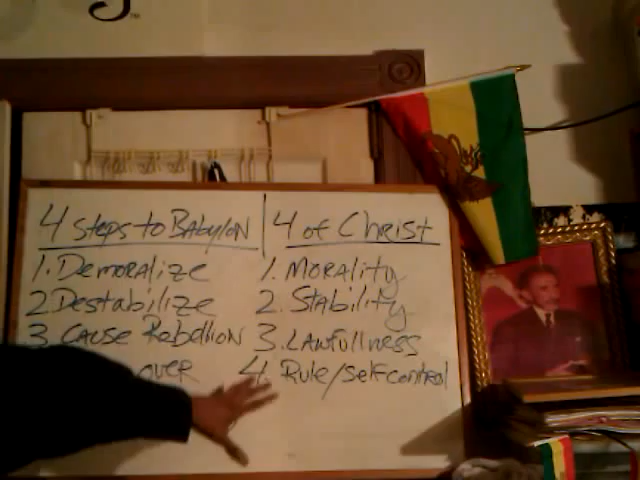 4 Steps to Babylon
1. Demoralize
2 Destabilize
3. Cause Rebellion
over
4 of Christ
1. Morality
2. Stability
3. Lawfullness
4. Rule/Self control